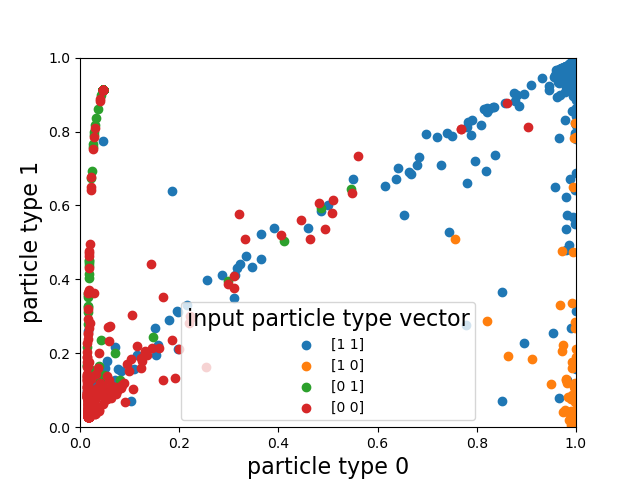 1.0
0.8
0.6
0.4
0.2
0.0
particle type 1
input particle type vector
[1 1]
[1 0]
[0 1]
[0 0]
0.0 0.2 0.4 0.6 0.8 1.0
particle type 0